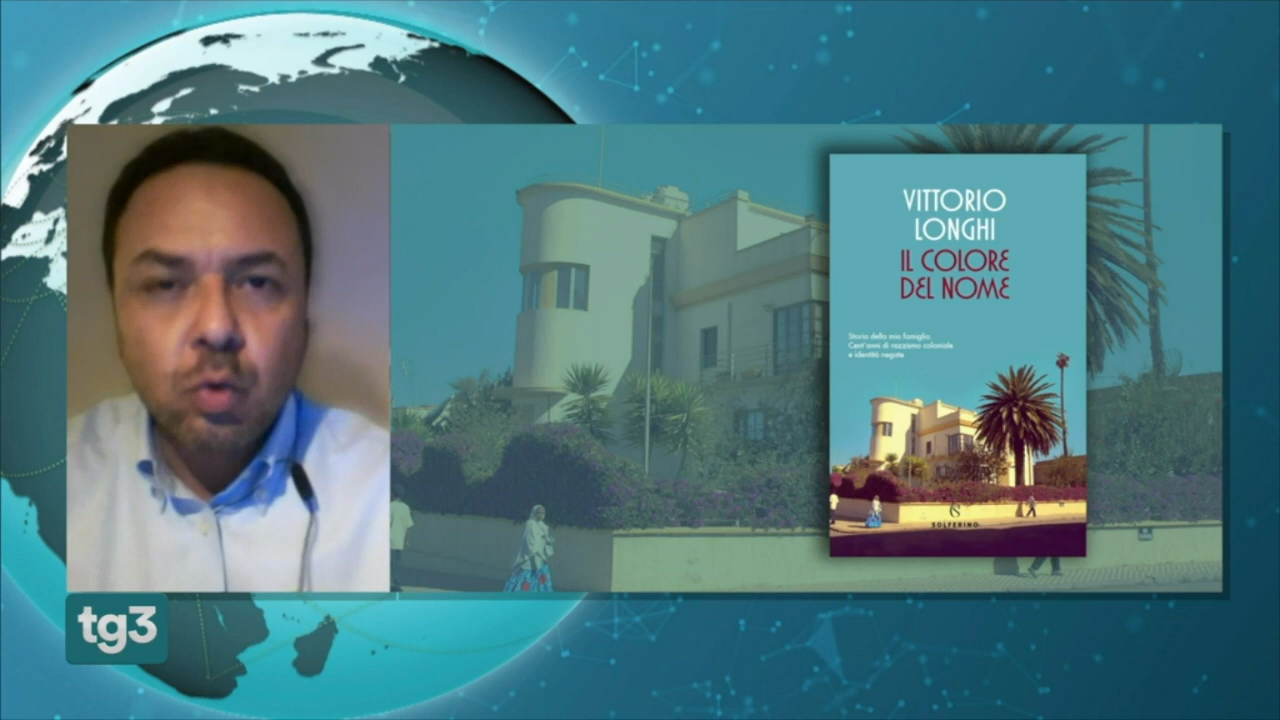 VITTORIO
LONGHI
IL COLORE
DEL NOME
Storia della mia famiglia.
Cent'anni di razzismo coloniale
e identità negate
SOLFERINO
tg3